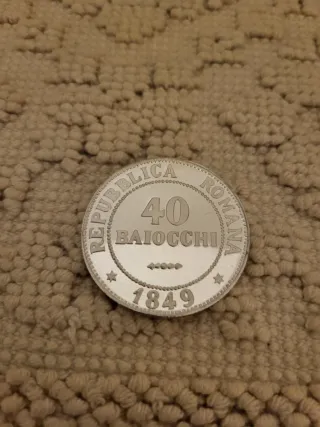 REPUBBLICA ROMANA
40
BAIOCCHI
1849